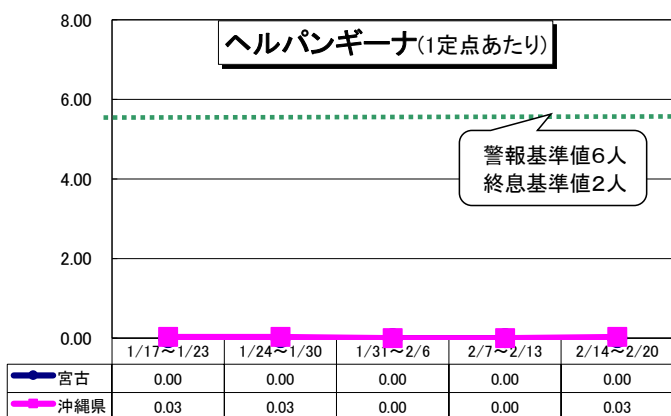 8.00
ヘルパンギーナ(1定点あたり)
6.00
警報基準値6人
終息基準値2人
4.00
2.00
0.00
1/17～1/23 1/24～1/30 1/31～2/6 2/7～2/13 2/14～2/20
宮古 0.00 0.00 0.00 0.00 0.00
沖縄県 0.03 0.03 0.00 0.00 0.03